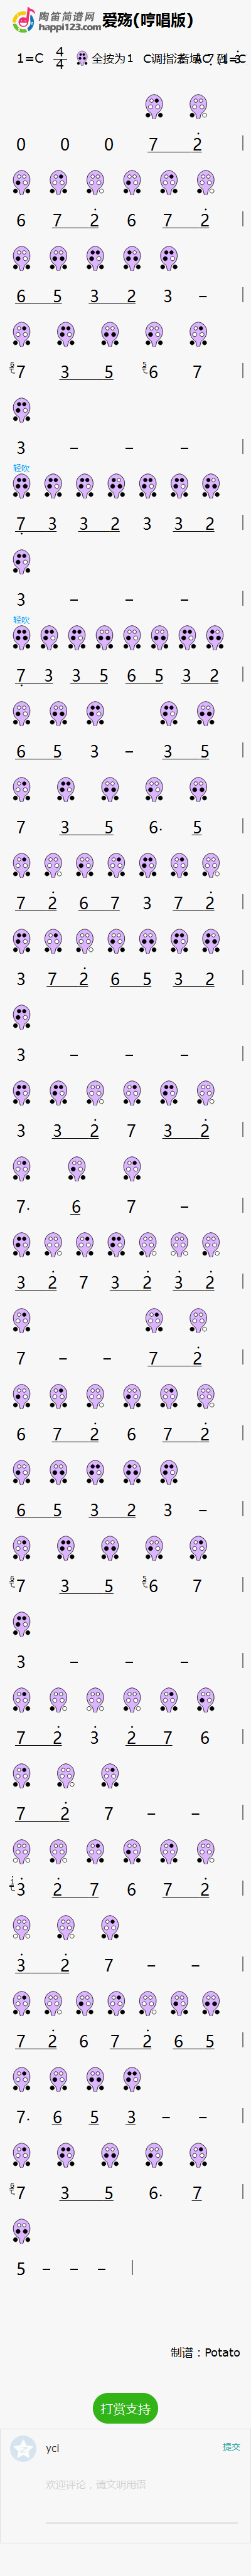 陶笛简谱网 爱殇(哼唱版)
happi123.com
1=C 4/4 全按为1 C调指法
0 0 0 7 2̇ |
6 7 2̇ 6 7 2̇ |
6 5 3 2 3 – |
6 7 3 5 5 6 7 |
3 – – – |
轻吹
7̣ 3 3 2 3 3 2 |
3 – – – |
轻吹
7̣ 3 3 5 6 5 3 2 |
6 5 3 – 3 5 |
7 3 5 6. 5 |
7 2̇ 6 7 3 7 2̇ |
3 7 2̇ 6 5 3 2 |
3 – – – |
3 3 2̇ 7 3 2̇ |
7. 6 7 – |
3 2̇ 7 3 2̇ 3̇ 2̇ |
7 – – 7 2̇ |
6 7 2̇ 6 7 2̇ |
6 5 3 2 3 – |
6 7 3 5 5 6 7 |
3 – – – |
7 2̇ 3̇ 2̇ 7 6 |
7 2̇ 7 – – |
1̇ 3̇ 2̇ 7 6 7 2̇ |
3̇ 2̇ 7 – – |
7 2̇ 6 7 2̇ 6 5 |
7. 6 5 3 – – |
6 7 3 5 6. 7 |
5 – – – |
制谱：Potato
打赏支持
yci 提交
欢迎评论，请文明用语